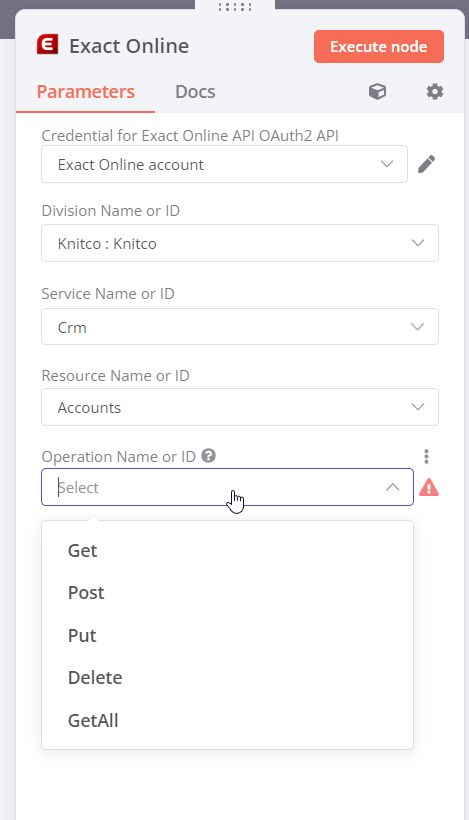 Exact Online
Execute node
Parameters
Docs
Credential for Exact Online API OAuth2 API
Exact Online account
Division Name or ID
Knitco : Knitco
Service Name or ID
Crm
Resource Name or ID
Accounts
Operation Name or ID
Select
Get
Post
Put
Delete
GetAll